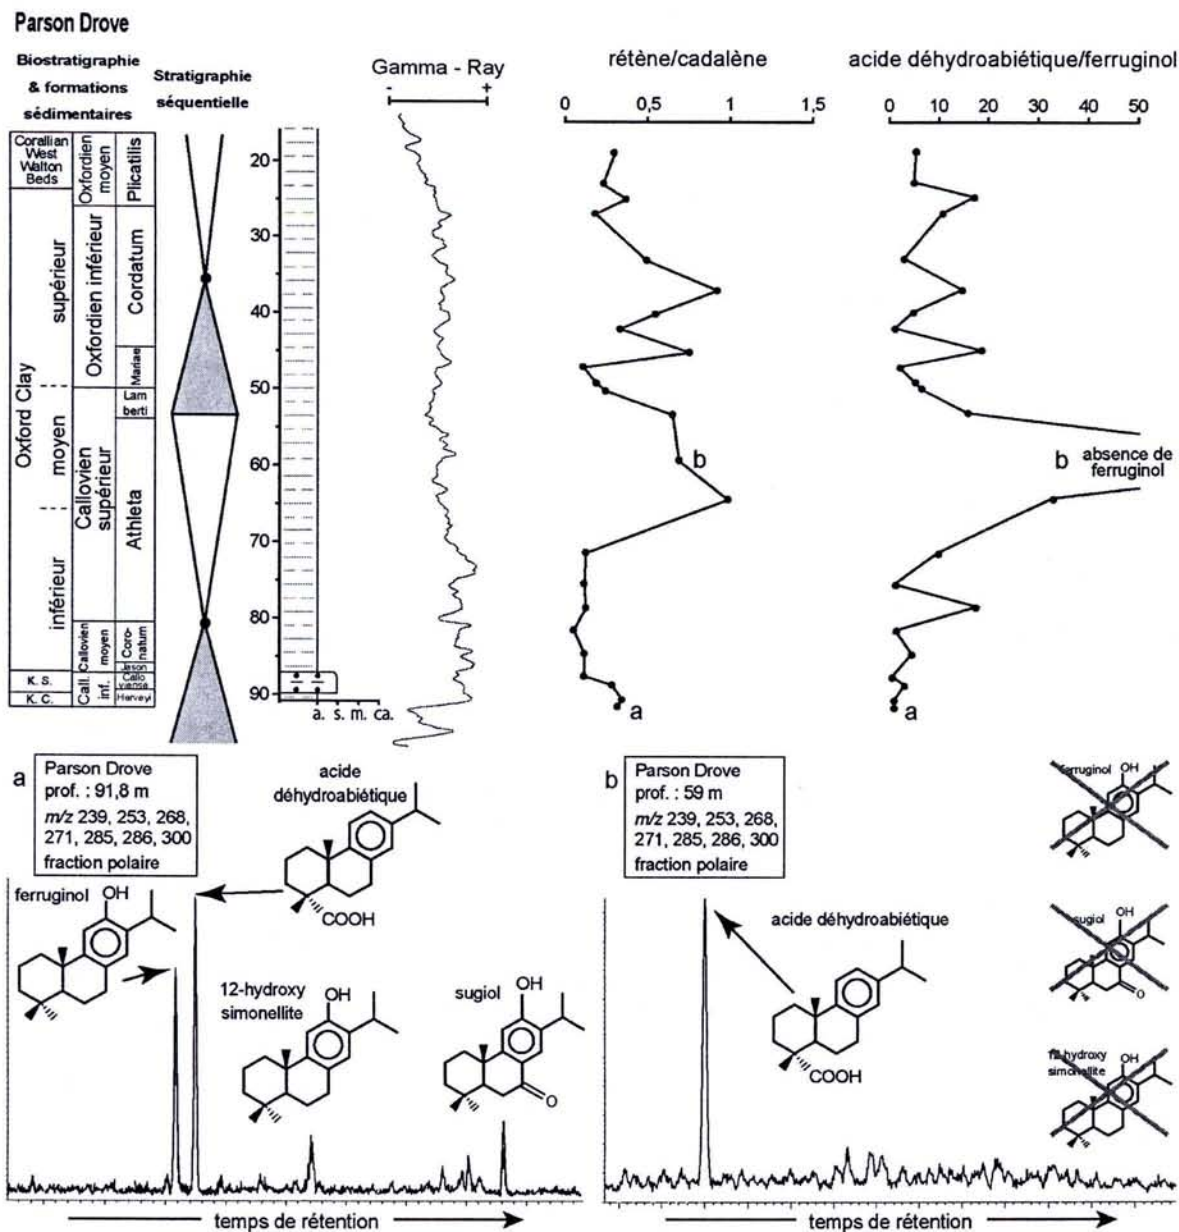 Parson Drove
Biostratigraphie
& formations
sédimentaires
Stratigraphie
séquentielle
Gamma - Ray
- +
rétène/cadalène
0 0,5 1 1,5
acide déhydroabiétique/ferruginol
0 10 20 30 40 50
Corallian
West
Walton
Beds
Oxfordien
moyen
Plicatilis
Oxford Clay
supérieur
moyen
inférieur
Oxfordien inférieur
Cordatum
Mariae
Callovien
supérieur
Lam
berti
Athleta
Callovien
moyen
Coro-
natum
Jason
K. S.
K. C.
Call.
inf.
Callo
viense
Herveyi
20
30
40
50
60
70
80
90
a. s. m. ca.
b
a
b
absence de
ferruginol
a
a
Parson Drove
prof. : 91,8 m
m/z 239, 253, 268,
271, 285, 286, 300
fraction polaire
acide
déhydroabiétique
COOH
ferruginol
OH
12-hydroxy
simonellite
OH
sugiol
OH
O
temps de rétention
b
Parson Drove
prof. : 59 m
m/z 239, 253, 268,
271, 285, 286, 300
fraction polaire
acide déhydroabiétique
COOH
ferruginol
OH
sugiol
OH
O
12-hydroxy
simonellite
OH
temps de rétention